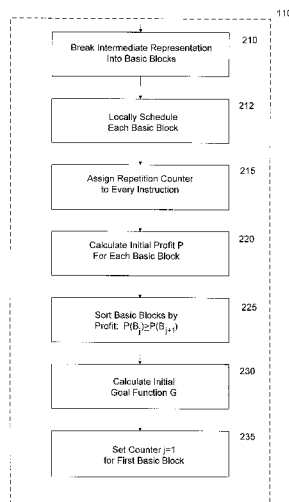 110
210
Break Intermediate Representation
Into Basic Blocks
212
Locally Schedule
Each Basic Block
215
Assign Repetition Counter
to Every Instruction
220
Calculate Initial Profit P
For Each Basic Block
225
Sort Basic Blocks by
Profit: P(Bj)≥P(Bj+1)
230
Calculate Initial
Goal Function G
235
Set Counter j=1
for First Basic Block